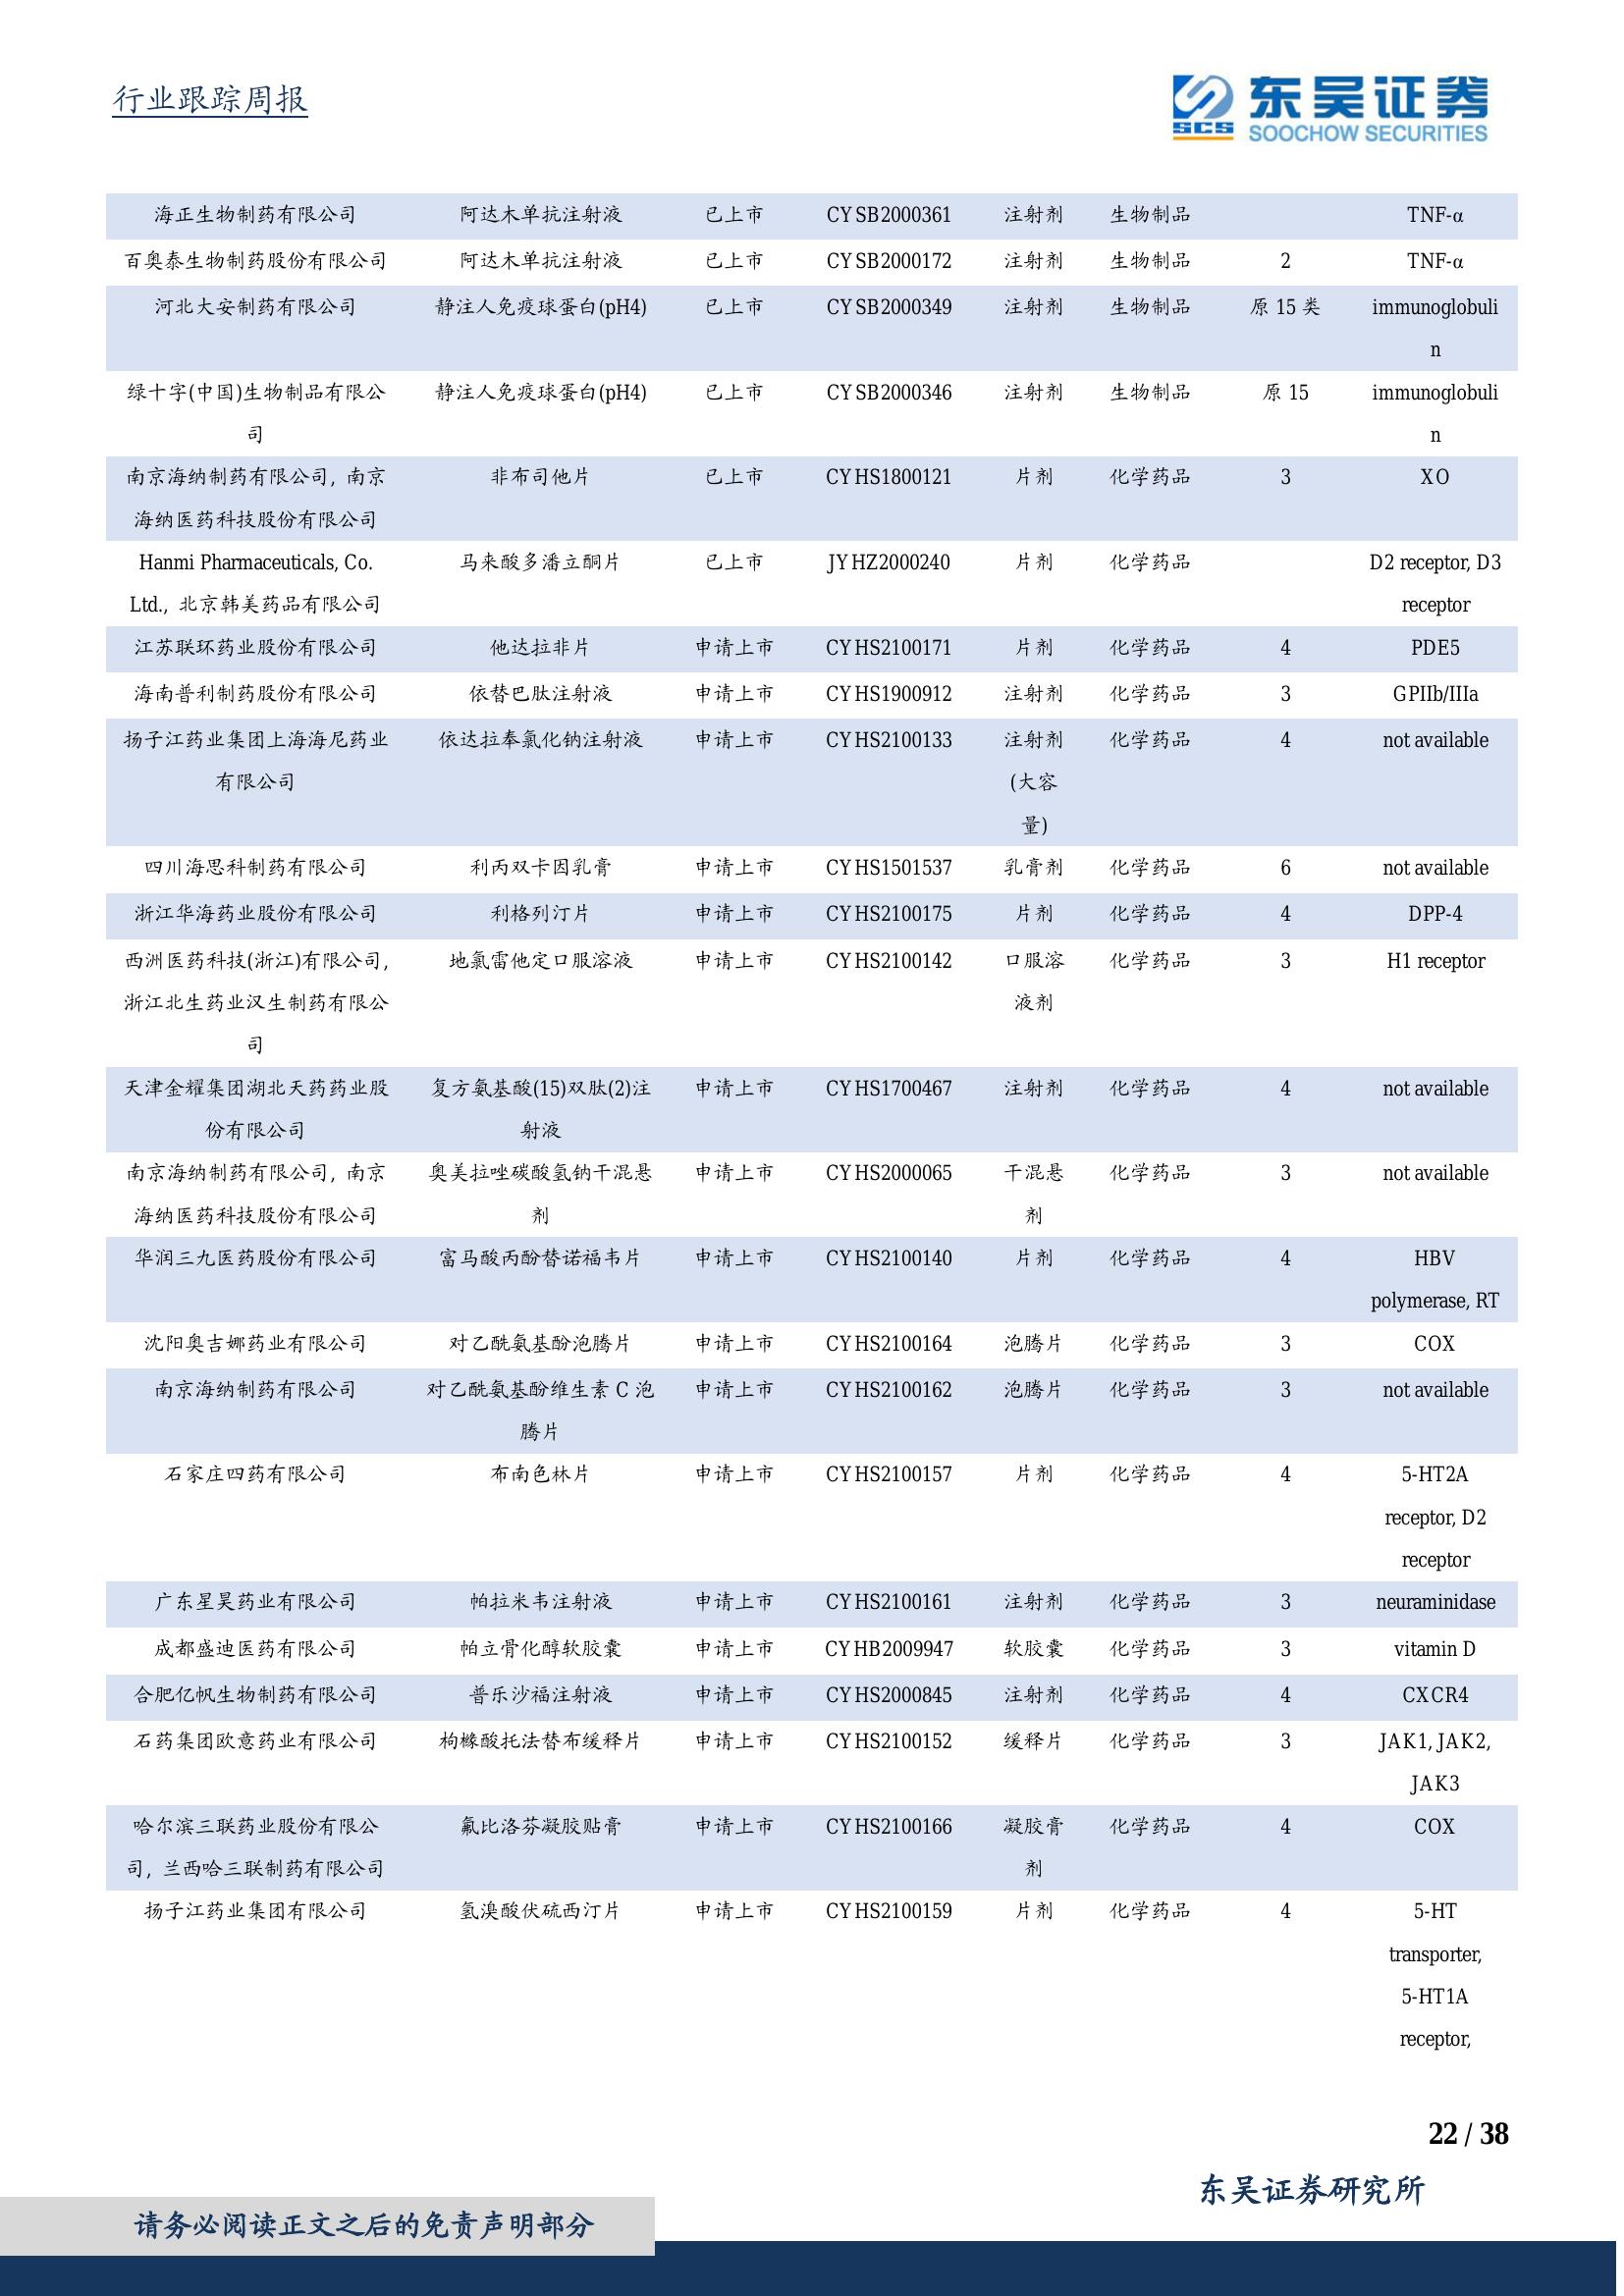 行业跟踪周报
SCS 东吴证券
SOOCHOW SECURITIES
海正生物制药有限公司 阿达木单抗注射液 已上市 CYSB2000361 注射剂 生物制品 TNF-α
百奥泰生物制药股份有限公司 阿达木单抗注射液 已上市 CYSB2000172 注射剂 生物制品 2 TNF-α
河北大安制药有限公司 静注人免疫球蛋白(pH4) 已上市 CYSB2000349 注射剂 生物制品 原 15 类 immunoglobuli
n
绿十字(中国)生物制品有限公 静注人免疫球蛋白(pH4) 已上市 CYSB2000346 注射剂 生物制品 原 15 immunoglobuli
司 n
南京海纳制药有限公司, 南京 非布司他片 已上市 CYHS1800121 片剂 化学药品 3 XO
海纳医药科技股份有限公司
Hanmi Pharmaceuticals, Co. 马来酸多潘立酮片 已上市 JYHZ2000240 片剂 化学药品 D2 receptor, D3
Ltd., 北京韩美药品有限公司 receptor
江苏联环药业股份有限公司 他达拉非片 申请上市 CYHS2100171 片剂 化学药品 4 PDE5
海南普利制药股份有限公司 依替巴肽注射液 申请上市 CYHS1900912 注射剂 化学药品 3 GPIIb/IIIa
扬子江药业集团上海海尼药业 依达拉奉氯化钠注射液 申请上市 CYHS2100133 注射剂 化学药品 4 not available
有限公司 (大容
量)
四川海思科制药有限公司 利丙双卡因乳膏 申请上市 CYHS1501537 乳膏剂 化学药品 6 not available
浙江华海药业股份有限公司 利格列汀片 申请上市 CYHS2100175 片剂 化学药品 4 DPP-4
西洲医药科技(浙江)有限公司, 地氯雷他定口服溶液 申请上市 CYHS2100142 口服溶 化学药品 3 H1 receptor
浙江北生药业汉生制药有限公 液剂
司
天津金耀集团湖北天药药业股 复方氨基酸(15)双肽(2)注 申请上市 CYHS1700467 注射剂 化学药品 4 not available
份有限公司 射液
南京海纳制药有限公司, 南京 奥美拉唑碳酸氢钠干混悬 申请上市 CYHS2000065 干混悬 化学药品 3 not available
海纳医药科技股份有限公司 剂 剂
华润三九医药股份有限公司 富马酸丙酚替诺福韦片 申请上市 CYHS2100140 片剂 化学药品 4 HBV
polymerase, RT
沈阳奥吉娜药业有限公司 对乙酰氨基酚泡腾片 申请上市 CYHS2100164 泡腾片 化学药品 3 COX
南京海纳制药有限公司 对乙酰氨基酚维生素 C 泡 申请上市 CYHS2100162 泡腾片 化学药品 3 not available
腾片
石家庄四药有限公司 布南色林片 申请上市 CYHS2100157 片剂 化学药品 4 5-HT2A
receptor, D2
receptor
广东星昊药业有限公司 帕拉米韦注射液 申请上市 CYHS2100161 注射剂 化学药品 3 neuraminidase
成都盛迪医药有限公司 帕立骨化醇软胶囊 申请上市 CYHB2009947 软胶囊 化学药品 3 vitamin D
合肥亿帆生物制药有限公司 普乐沙福注射液 申请上市 CYHS2000845 注射剂 化学药品 4 CXCR4
石药集团欧意药业有限公司 枸橼酸托法替布缓释片 申请上市 CYHS2100152 缓释片 化学药品 3 JAK1, JAK2,
JAK3
哈尔滨三联药业股份有限公 氟比洛芬凝胶贴膏 申请上市 CYHS2100166 凝胶膏 化学药品 4 COX
司, 兰西哈三联制药有限公司 剂
扬子江药业集团有限公司 氢溴酸伏硫西汀片 申请上市 CYHS2100159 片剂 化学药品 4 5-HT
transporter,
5-HT1A
receptor,
22 / 38
东吴证券研究所
请务必阅读正文之后的免责声明部分